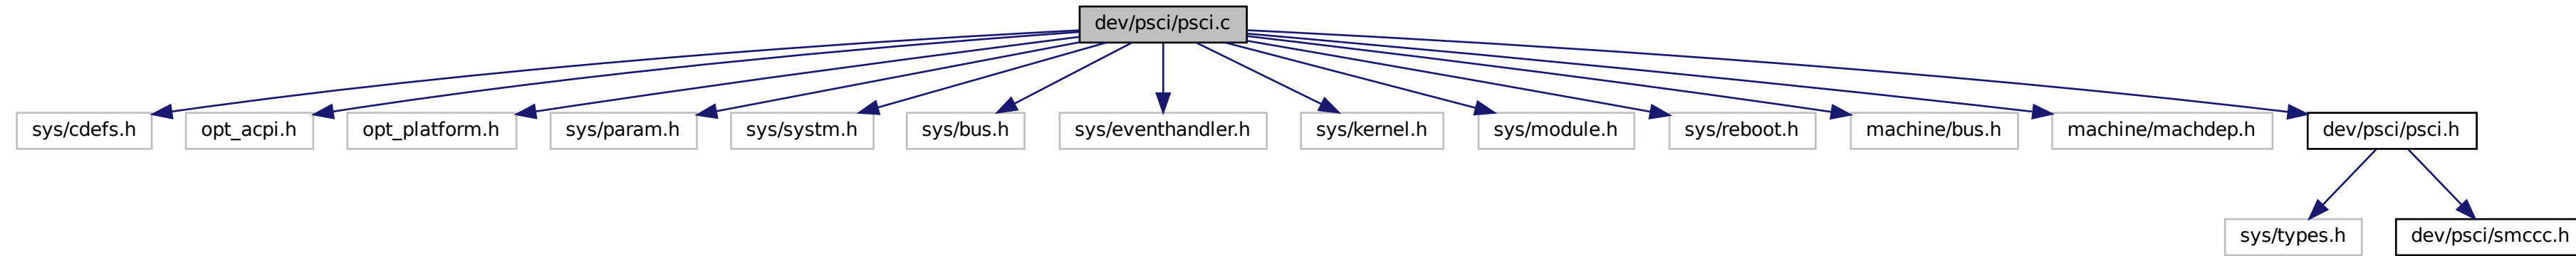 dev/psci/psci.c
sys/cdefs.h
opt_acpi.h
opt_platform.h
sys/param.h
sys/systm.h
sys/bus.h
sys/eventhandler.h
sys/kernel.h
sys/module.h
sys/reboot.h
machine/bus.h
machine/machdep.h
dev/psci/psci.h
sys/types.h
dev/psci/smccc.h